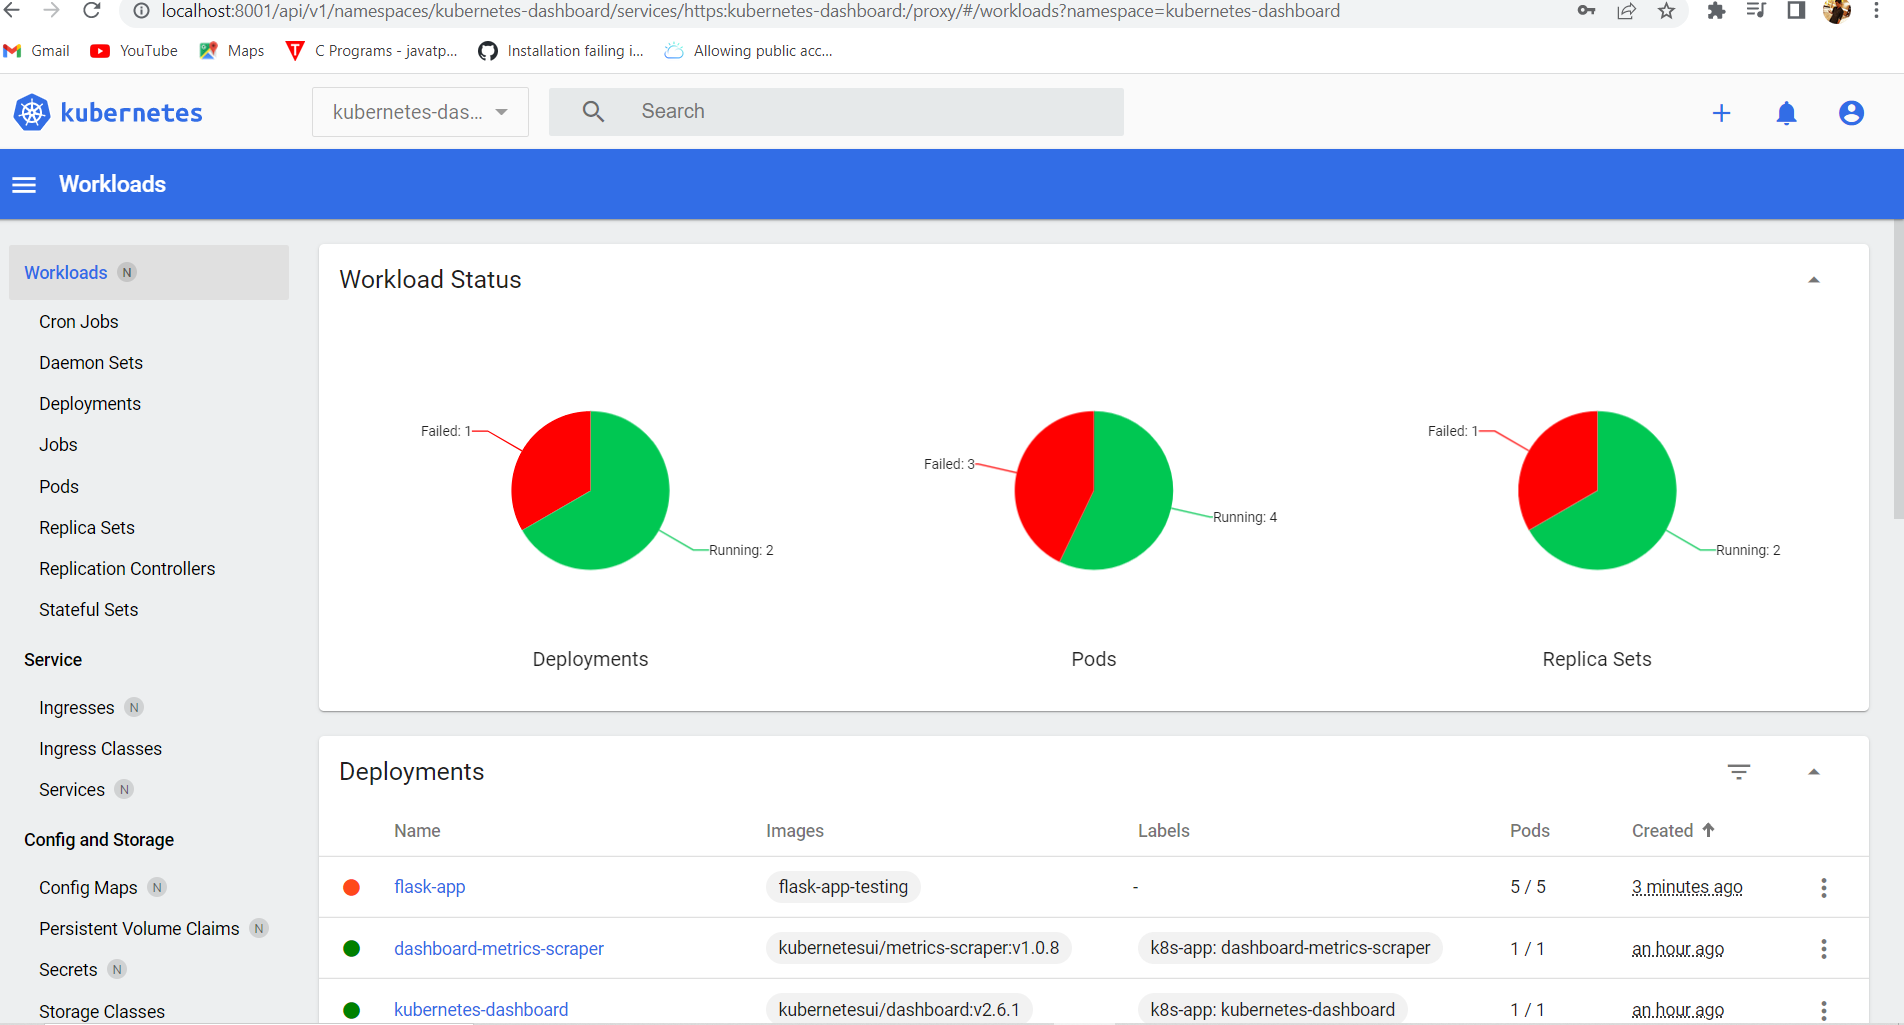 localhost:8001/api/v1/namespaces/kubernetes-dashboard/services/https:kubernetes-dashboard:/proxy/#/workloads?namespace=kubernetes-dashboard
Gmail YouTube Maps C Programs - javatp... Installation failing i... Allowing public acc...
kubernetes kubernetes-das... Search
Workloads
Workloads N
Cron Jobs
Daemon Sets
Deployments
Jobs
Pods
Replica Sets
Replication Controllers
Stateful Sets
Service
Ingresses N
Ingress Classes
Services N
Config and Storage
Config Maps N
Persistent Volume Claims N
Secrets N
Storage Classes
Workload Status
Failed: 1
Running: 2
Deployments
Failed: 3
Running: 4
Pods
Failed: 1
Running: 2
Replica Sets
Deployments
Name Images Labels Pods Created
flask-app flask-app-testing - 5 / 5 3 minutes ago
dashboard-metrics-scraper kubernetesui/metrics-scraper:v1.0.8 k8s-app: dashboard-metrics-scraper 1 / 1 an hour ago
kubernetes-dashboard kubernetesui/dashboard:v2.6.1 k8s-app: kubernetes-dashboard 1 / 1 an hour ago